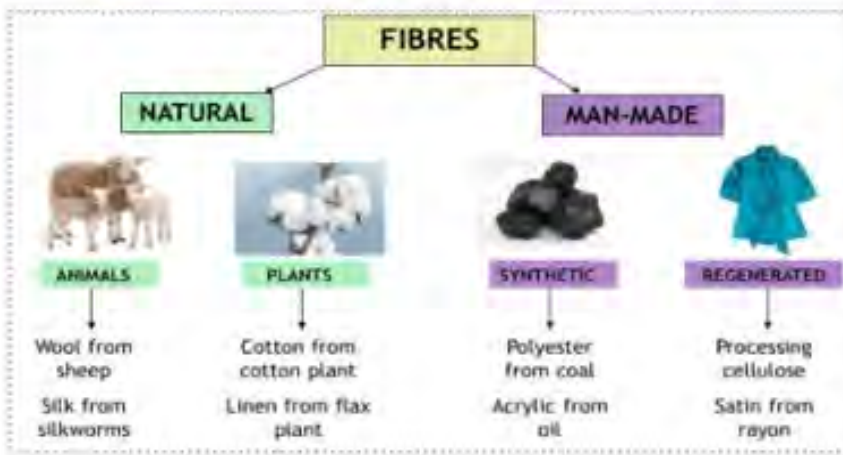 FIBRES
NATURAL
MAN-MADE
ANIMALS
PLANTS
SYNTHETIC
REGENERATED
Wool from
sheep
Silk from
silkworms
Cotton from
cotton plant
Linen from flax
plant
Polyester
from coal
Acrylic from
oil
Processing
cellulose
Satin from
rayon